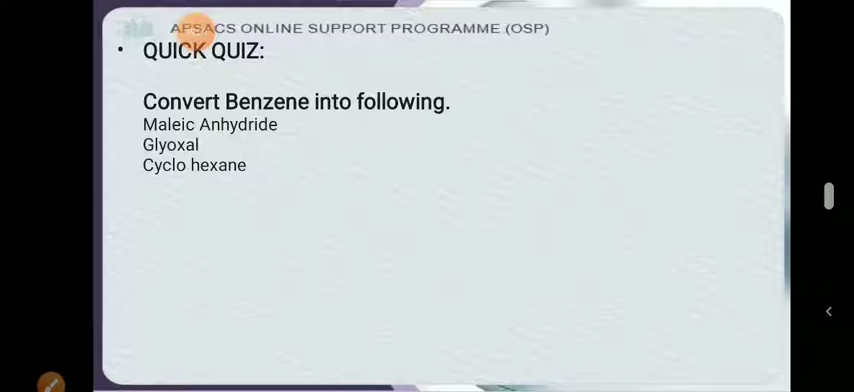 APSACS ONLINE SUPPORT PROGRAMME (OSP)
• QUICK QUIZ:
Convert Benzene into following.
Maleic Anhydride
Glyoxal
Cyclo hexane